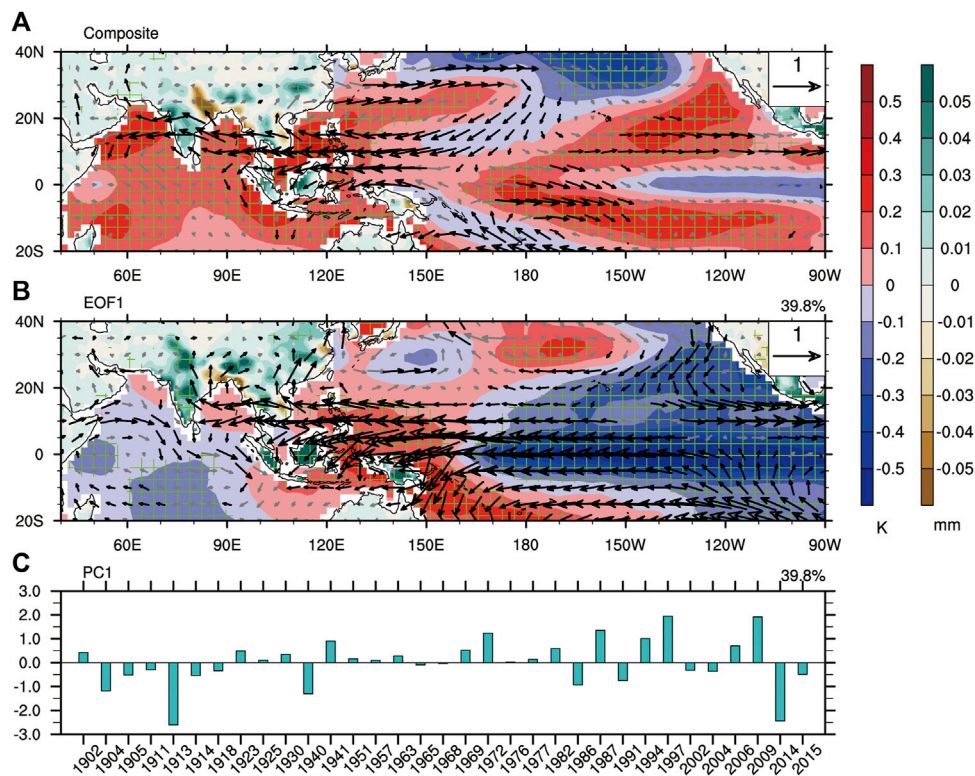 A
Composite
40N
20N
0
20S
1
60E 90E 120E 150E 180 150W 120W 90W
B
EOF1 39.8%
40N
20N
0
20S
1
60E 90E 120E 150E 180 150W 120W 90W
0.5 0.05
0.4 0.04
0.3 0.03
0.2 0.02
0.1 0.01
0 0
-0.1 -0.01
-0.2 -0.02
-0.3 -0.03
-0.4 -0.04
-0.5 -0.05
K mm
C
PC1 39.8%
3.0
2.0
1.0
0.0
-1.0
-2.0
-3.0
1902 1904 1905 1911 1913 1914 1918 1923 1925 1930 1940 1941 1951 1957 1963 1965 1968 1969 1972 1976 1977 1982 1986 1987 1991 1994 1997 2002 2004 2006 2009 2014 2015